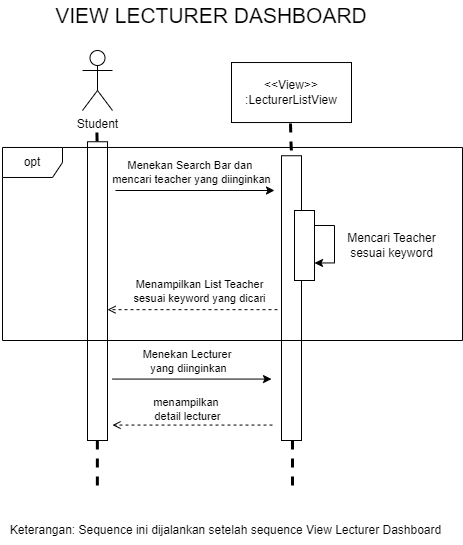 VIEW LECTURER DASHBOARD
<<View>>
:LecturerListView
Student
opt
Menekan Search Bar dan
mencari teacher yang diinginkan
Mencari Teacher
sesuai keyword
Menampilkan List Teacher
sesuai keyword yang dicari
Menekan Lecturer
yang diinginkan
menampilkan
detail lecturer
Keterangan: Sequence ini dijalankan setelah sequence View Lecturer Dashboard